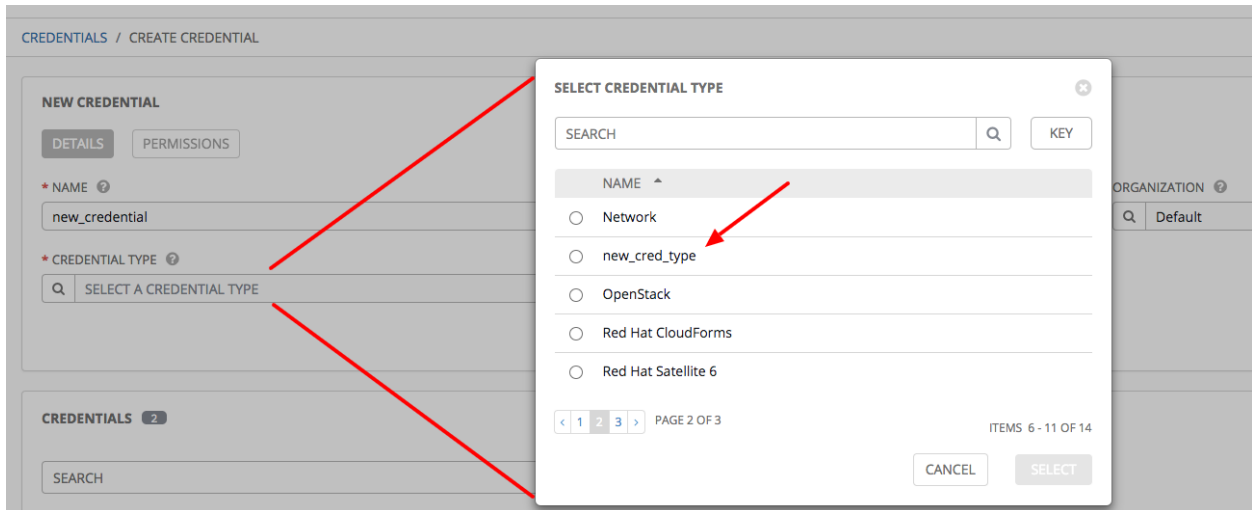 CREDENTIALS / CREATE CREDENTIAL
NEW CREDENTIAL
DETAILS PERMISSIONS
* NAME
new_credential
* CREDENTIAL TYPE
SELECT A CREDENTIAL TYPE
CREDENTIALS 2
SEARCH
SELECT CREDENTIAL TYPE
SEARCH KEY
NAME
Network
new_cred_type
OpenStack
Red Hat CloudForms
Red Hat Satellite 6
< 1 2 3 > PAGE 2 OF 3
ITEMS 6 - 11 OF 14
CANCEL SELECT
ORGANIZATION
Default